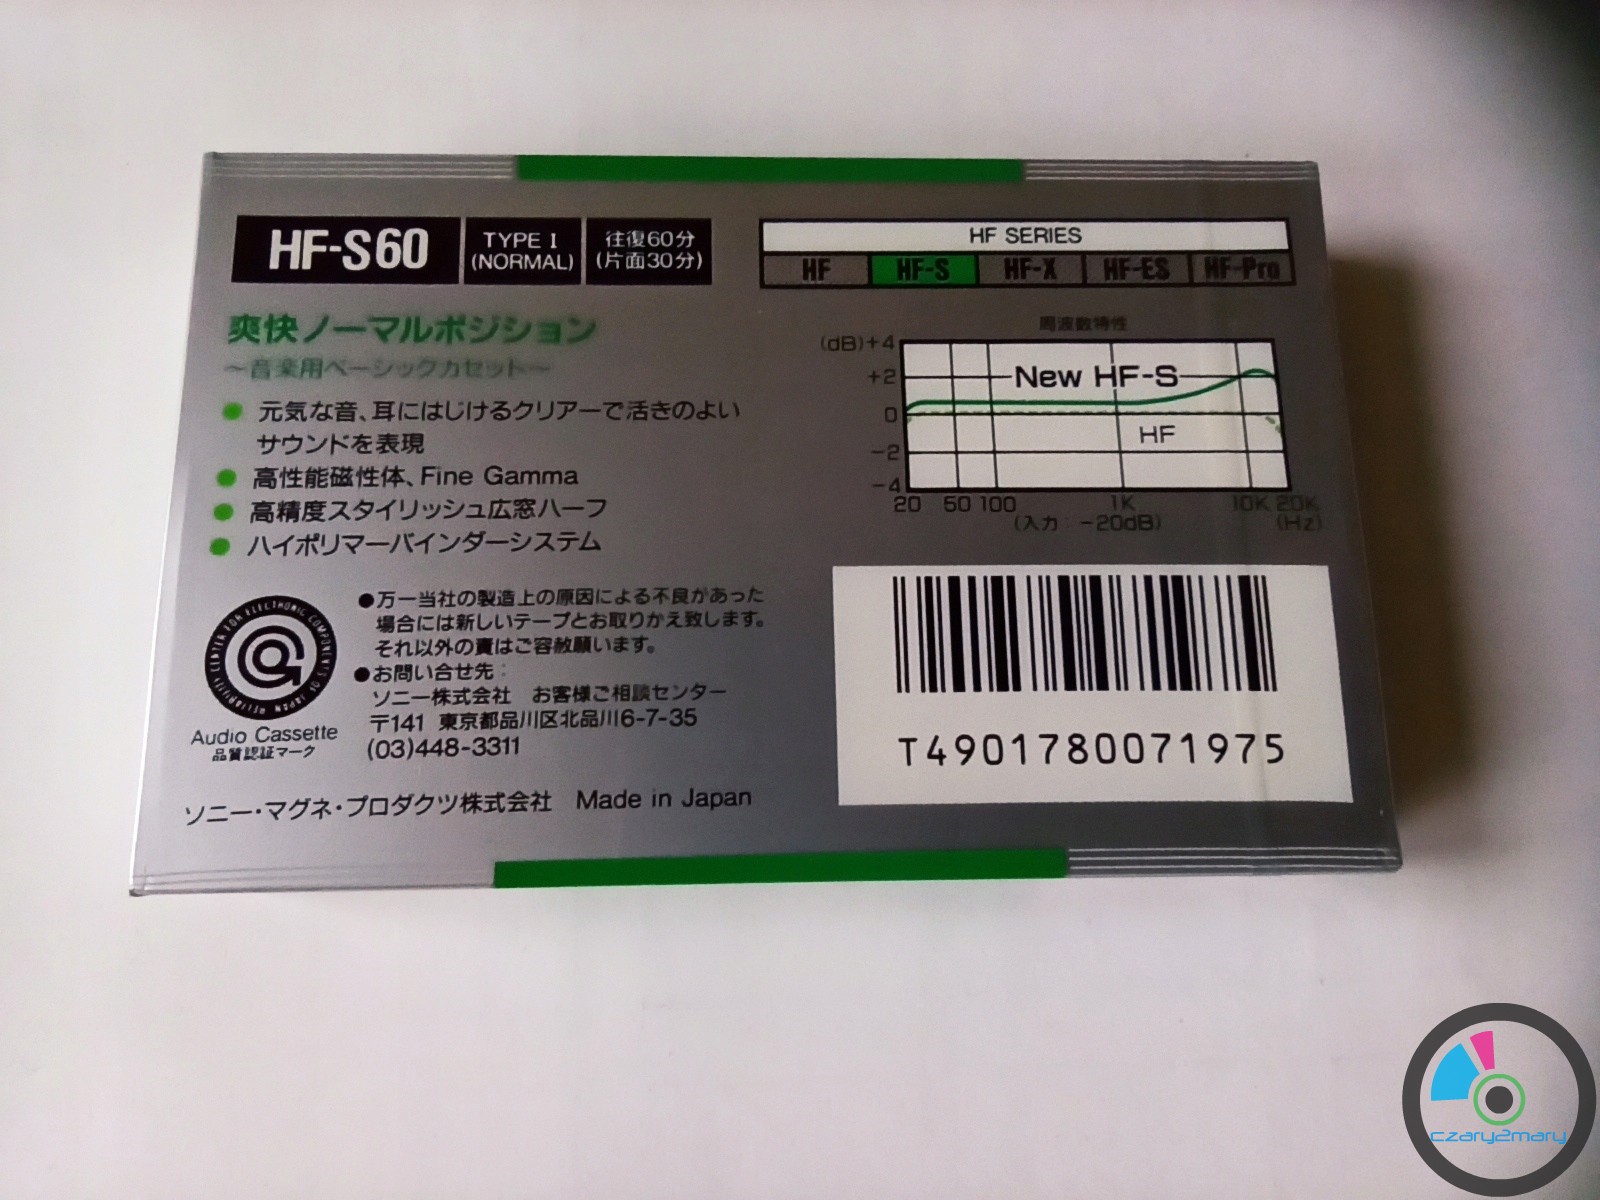 HF-S60
TYPE I
(NORMAL)
往復60分
(片面30分)
HF SERIES
HF HF-S HF-X HF-ES HF-Pro
爽快ノーマルポジション
〜音楽用ベーシックカセット〜
● 元気な音、耳にはじけるクリアーで活きのよい
サウンドを表現
● 高性能磁性体、Fine Gamma
● 高精度スタイリッシュ広窓ハーフ
● ハイポリマーバインダーシステム
周波数特性
(dB)+4
+2
0
-2
-4
New HF-S
HF
20 50 100 1K 10K 20K
(入力：-20dB) (Hz)
RELIABILITY CENTER FOR ELECTRONIC COMPONENTS OF JAPAN
Audio Cassette
品質認証マーク
●万一当社の製造上の原因による不良があった
場合には新しいテープとお取りかえ致します。
それ以外の責はご容赦願います。
●お問い合せ先：
ソニー株式会社 お客様ご相談センター
〒141 東京都品川区北品川6-7-35
(03)448-3311
ソニー・マグネ・プロダクツ株式会社 Made in Japan
T4901780071975
czary2mary